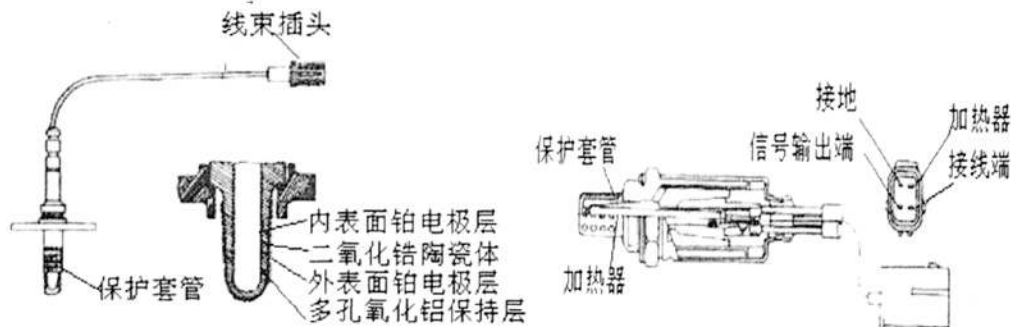 线束插头
保护套管
内表面铂电极层
二氧化锆陶瓷体
外表面铂电极层
多孔氧化铝保持层
保护套管
加热器
接地
信号输出端
加热器
接线端